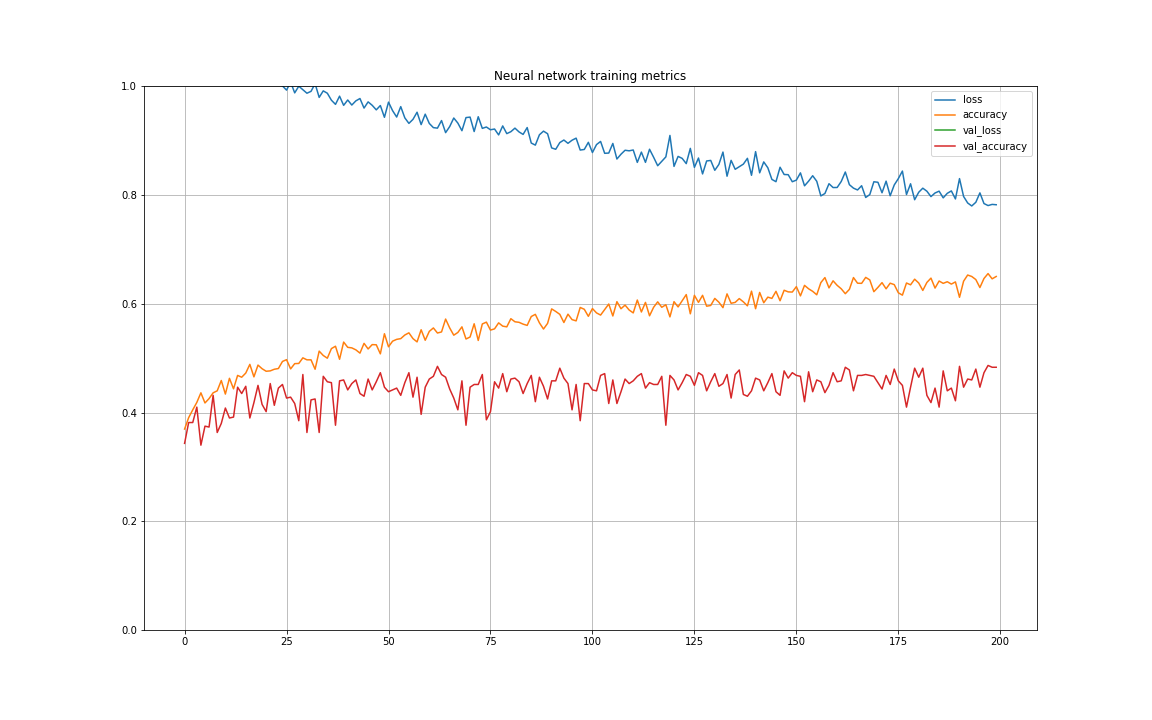 Neural network training metrics
1.0
0.8
0.6
0.4
0.2
0.0
0 25 50 75 100 125 150 175 200
loss
accuracy
val_loss
val_accuracy